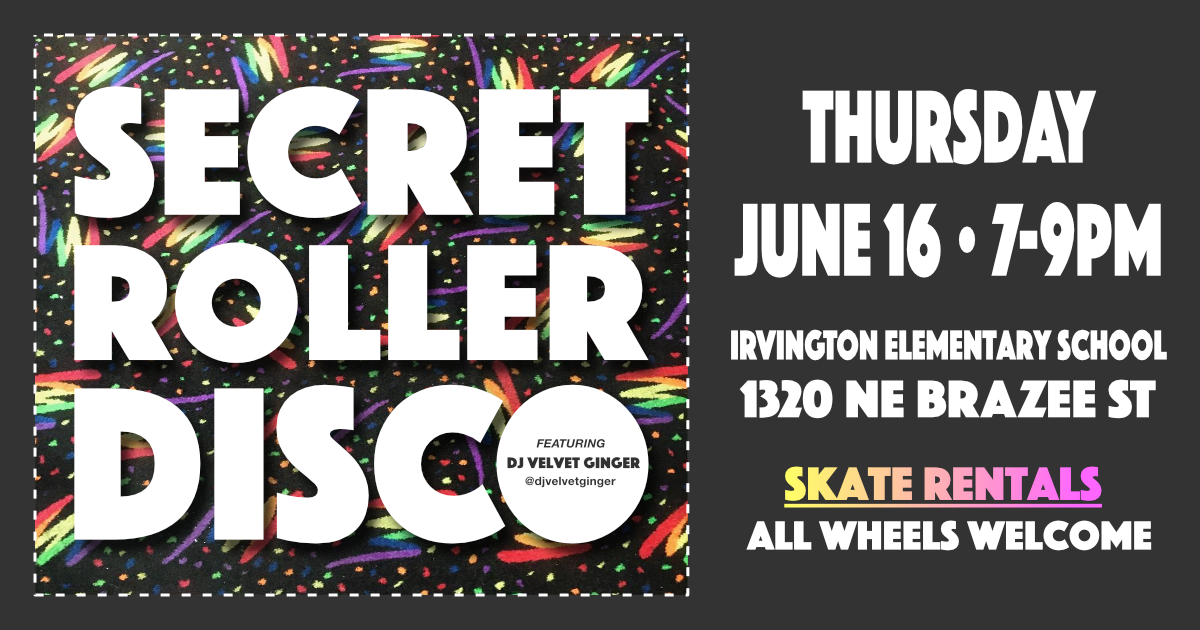 SECRET
ROLLER
DISCO
FEATURING
DJ VELVET GINGER
@djvelvetginger
THURSDAY
JUNE 16 • 7-9PM
IRVINGTON ELEMENTARY SCHOOL
1320 NE BRAZEE ST
SKATE RENTALS
ALL WHEELS WELCOME